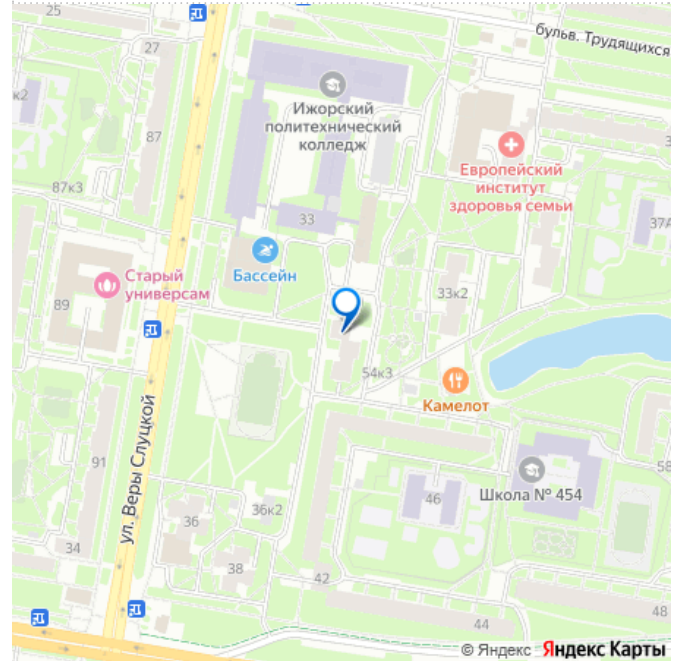 25
бульв. Трудящихся
27
к2
Ижорский
политехнический
колледж
87
Европейский
институт
здоровья семьи
3
87к3
33
37А
Бассейн
Старый
универсам
89
33к2
54к3
Камелот
ул. Веры Слуцкой
91
Школа № 454
58
46
36к2
36
34
38
42
44
48
© Яндекс Яндекс Карты